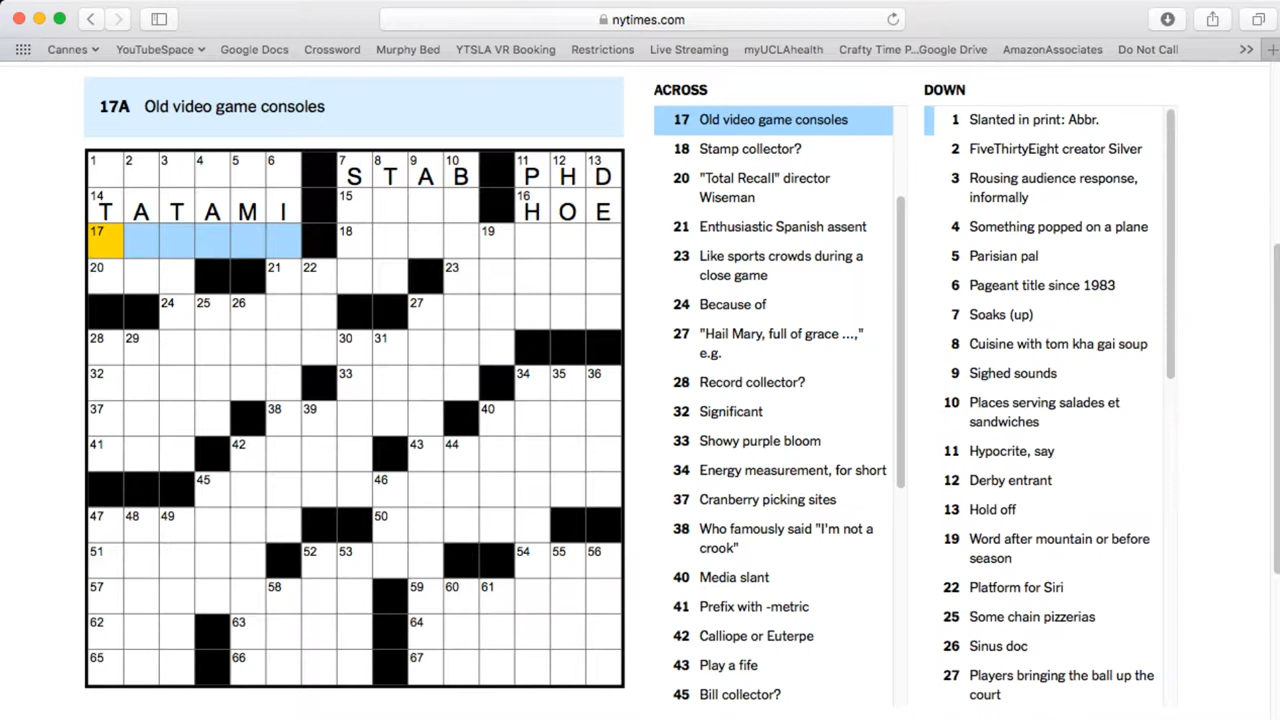 nytimes.com
Cannes YouTubeSpace Google Docs Crossword Murphy Bed YTSLA VR Booking Restrictions Live Streaming myUCLAhealth Crafty Time P...Google Drive AmazonAssociates Do Not Call >> +
17A Old video game consoles
1 2 3 4 5 6 7 8 9 10 11 12 13
S T A B P H D
14 15 16
T A T A M I H O E
17 18 19
20 21 22 23
24 25 26 27
28 29 30 31
32 33 34 35 36
37 38 39 40
41 42 43 44
45 46
47 48 49 50
51 52 53 54 55 56
57 58 59 60 61
62 63 64
65 66 67
ACROSS
17 Old video game consoles
18 Stamp collector?
20 "Total Recall" director
Wiseman
21 Enthusiastic Spanish assent
23 Like sports crowds during a
close game
24 Because of
27 "Hail Mary, full of grace ...,"
e.g.
28 Record collector?
32 Significant
33 Showy purple bloom
34 Energy measurement, for short
37 Cranberry picking sites
38 Who famously said "I'm not a
crook"
40 Media slant
41 Prefix with -metric
42 Calliope or Euterpe
43 Play a fife
45 Bill collector?
DOWN
1 Slanted in print: Abbr.
2 FiveThirtyEight creator Silver
3 Rousing audience response,
informally
4 Something popped on a plane
5 Parisian pal
6 Pageant title since 1983
7 Soaks (up)
8 Cuisine with tom kha gai soup
9 Sighed sounds
10 Places serving salades et
sandwiches
11 Hypocrite, say
12 Derby entrant
13 Hold off
19 Word after mountain or before
season
22 Platform for Siri
25 Some chain pizzerias
26 Sinus doc
27 Players bringing the ball up the
court